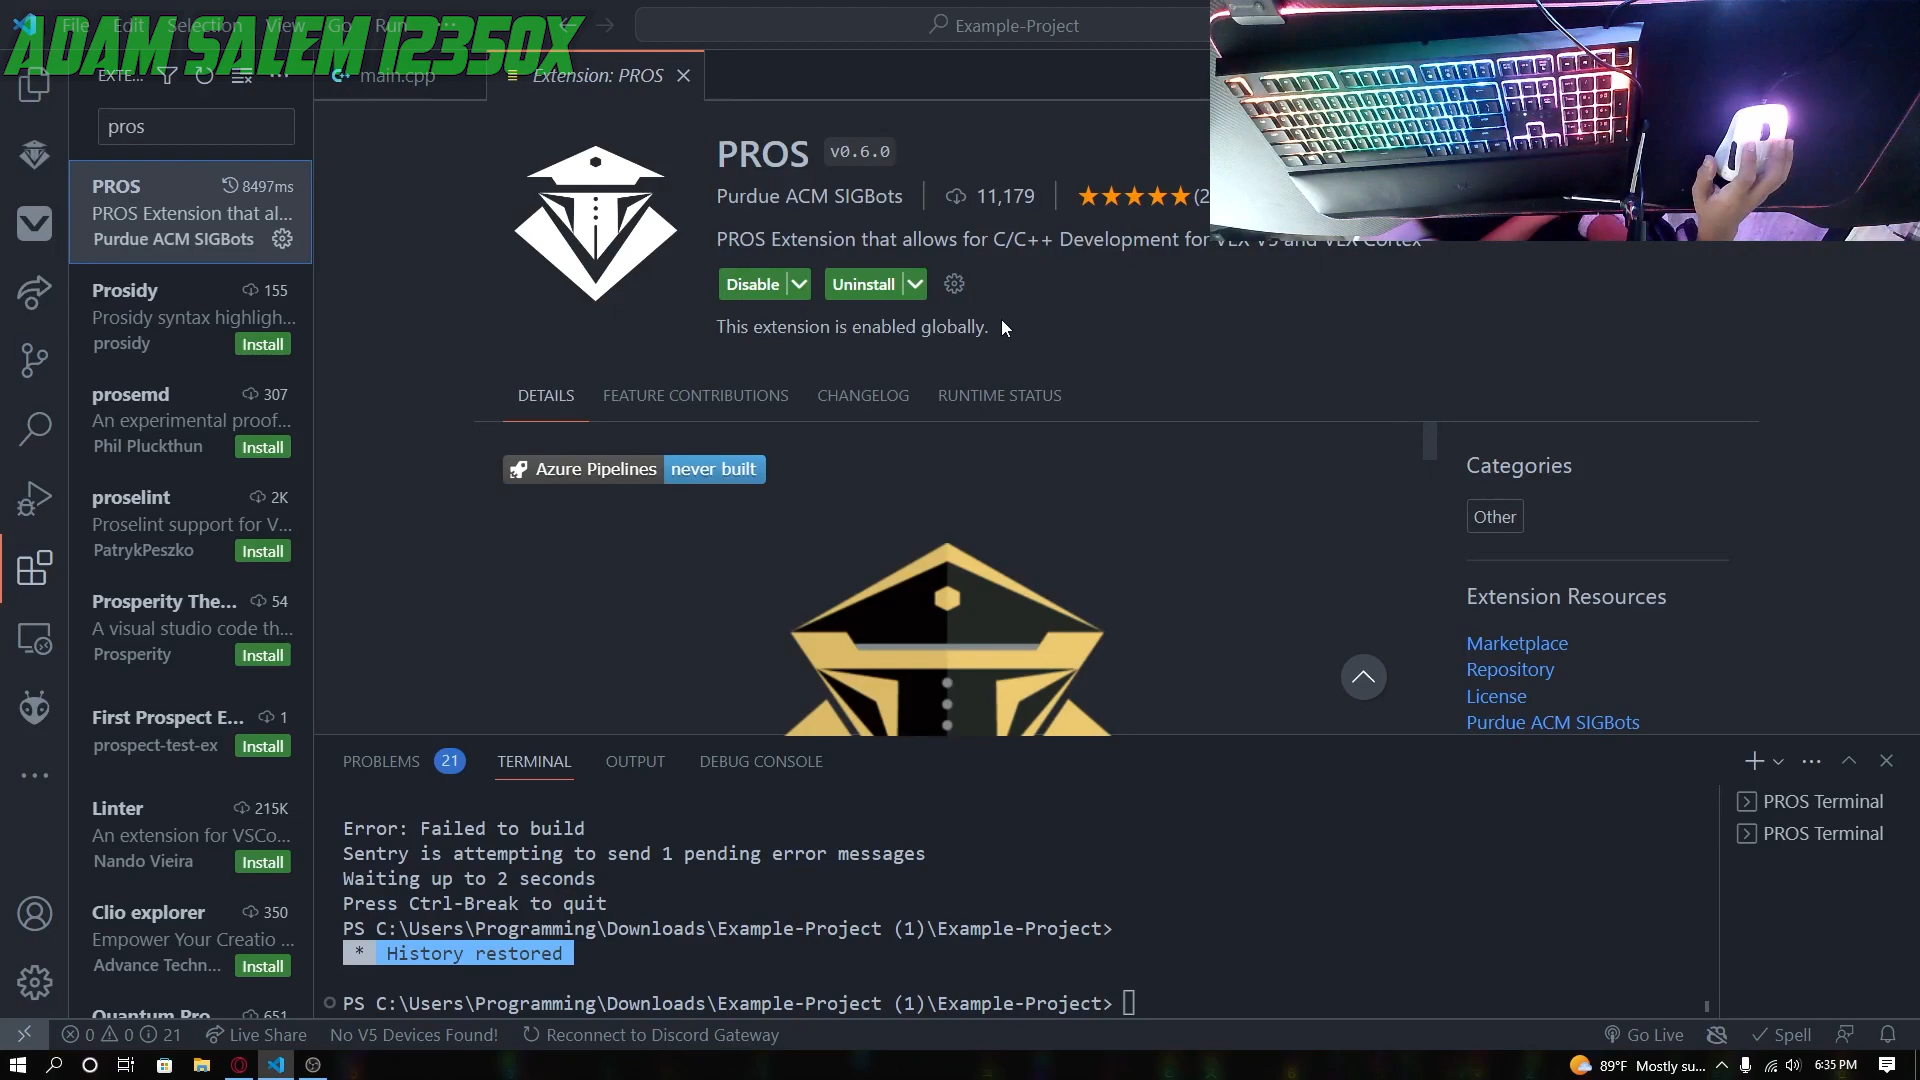 ADAM SALEM 12350X
File Edit Selection View Go Run ...
Example-Project
EXTE...
main.cpp
Extension: PROS
pros
PROS 8497ms
PROS Extension that al...
Purdue ACM SIGBots
Prosidy 155
Prosidy syntax highligh...
prosidy Install
prosemd 307
An experimental proof...
Phil Pluckthun Install
proselint 2K
Proselint support for V...
PatrykPeszko Install
Prosperity The... 54
A visual studio code th...
Prosperity Install
First Prospect E... 1
prospect-test-ex Install
Linter 215K
An extension for VSCo...
Nando Vieira Install
Clio explorer 350
Empower Your Creatio ...
Advance Techn... Install
Quantum Pro 651
PROS v0.6.0
Purdue ACM SIGBots 11,179 (2
PROS Extension that allows for C/C++ Development for VEX V5 and VEX Cortex
Disable Uninstall
This extension is enabled globally.
DETAILS FEATURE CONTRIBUTIONS CHANGELOG RUNTIME STATUS
Azure Pipelines never built
Categories
Other
Extension Resources
Marketplace
Repository
License
Purdue ACM SIGBots
PROBLEMS 21 TERMINAL OUTPUT DEBUG CONSOLE
Error: Failed to build
Sentry is attempting to send 1 pending error messages
Waiting up to 2 seconds
Press Ctrl-Break to quit
PS C:\Users\Programming\Downloads\Example-Project (1)\Example-Project>
* History restored
PS C:\Users\Programming\Downloads\Example-Project (1)\Example-Project>
PROS Terminal
PROS Terminal
0 0 21 Live Share No V5 Devices Found! Reconnect to Discord Gateway Go Live Spell
89°F Mostly su... 6:35 PM